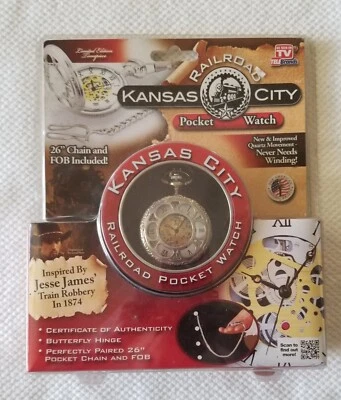 Limited Edition
Timepiece
AS SEEN ON
TV
RAILROAD
KANSAS CITY
Pocket Watch
26" Chain and
FOB Included!
New & Improved
Quartz Movement -
Never Needs
Winding!
KANSAS CITY
RAILROAD POCKET WATCH
XII
Inspired By
Jesse James'
Train Robbery
In 1874
• CERTIFICATE OF AUTHENTICITY
• BUTTERFLY HINGE
• PERFECTLY PAIRED 26"
POCKET CHAIN AND FOB
Scan to
find out
more!